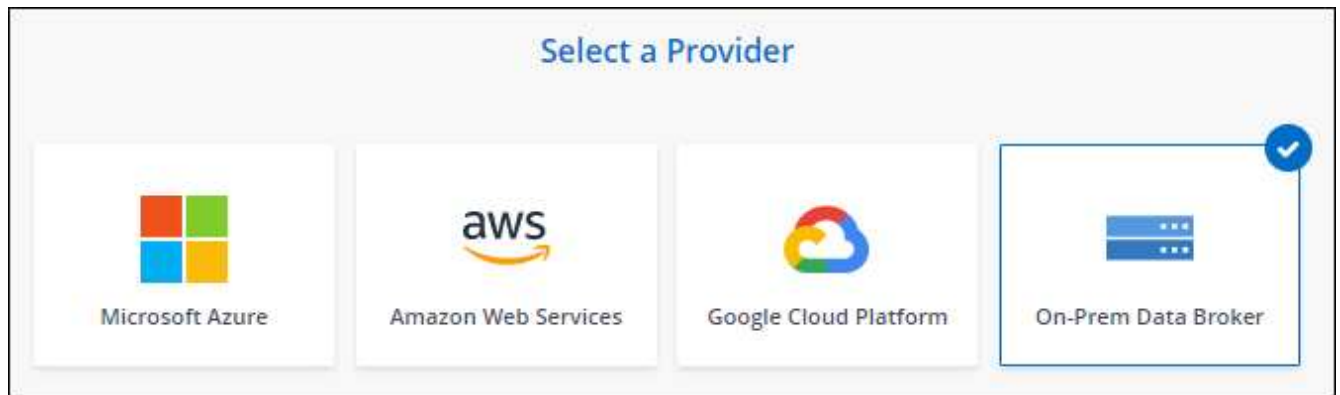 Select a Provider
aws
Microsoft Azure
Amazon Web Services
Google Cloud Platform
On-Prem Data Broker